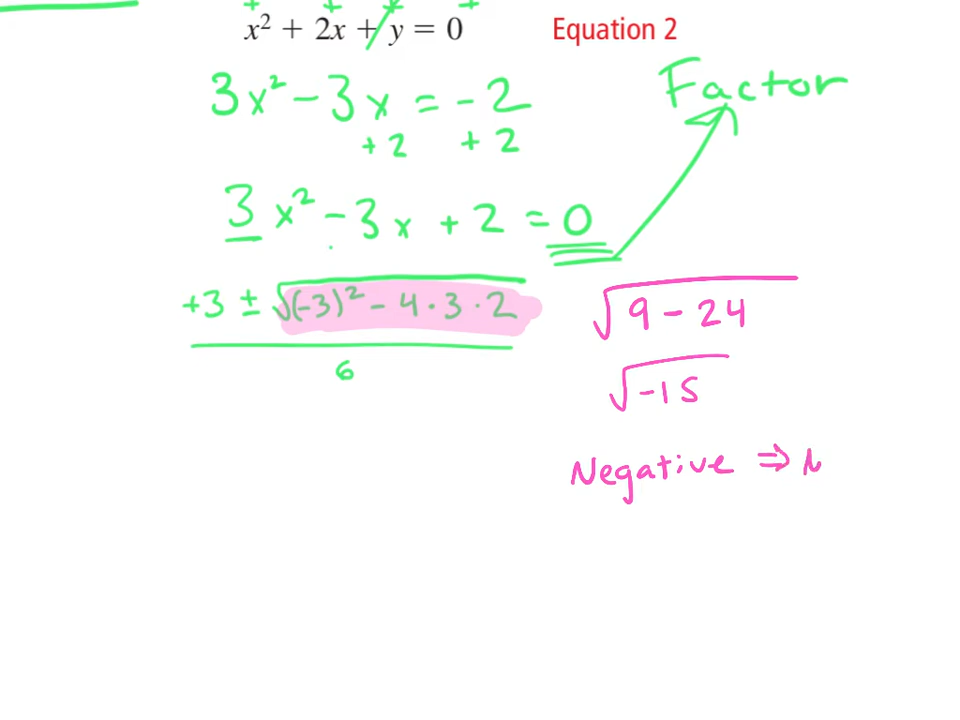 x² + 2x + y = 0 Equation 2
3x² - 3x = -2 Factor
+2 +2
3x² - 3x + 2 = 0
+3 ± √(-3)² - 4 · 3 · 2 √9 - 24
6 √-15
Negative ⇒